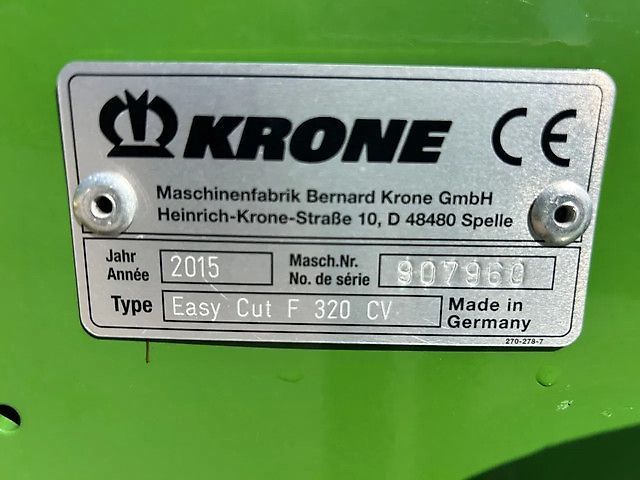 KRONE CE
Maschinenfabrik Bernard Krone GmbH
Heinrich-Krone-Straße 10, D 48480 Spelle
Jahr
Année 2015
Masch.Nr.
No. de série 907960
Type Easy Cut F 320 CV
Made in
Germany
270-278-7